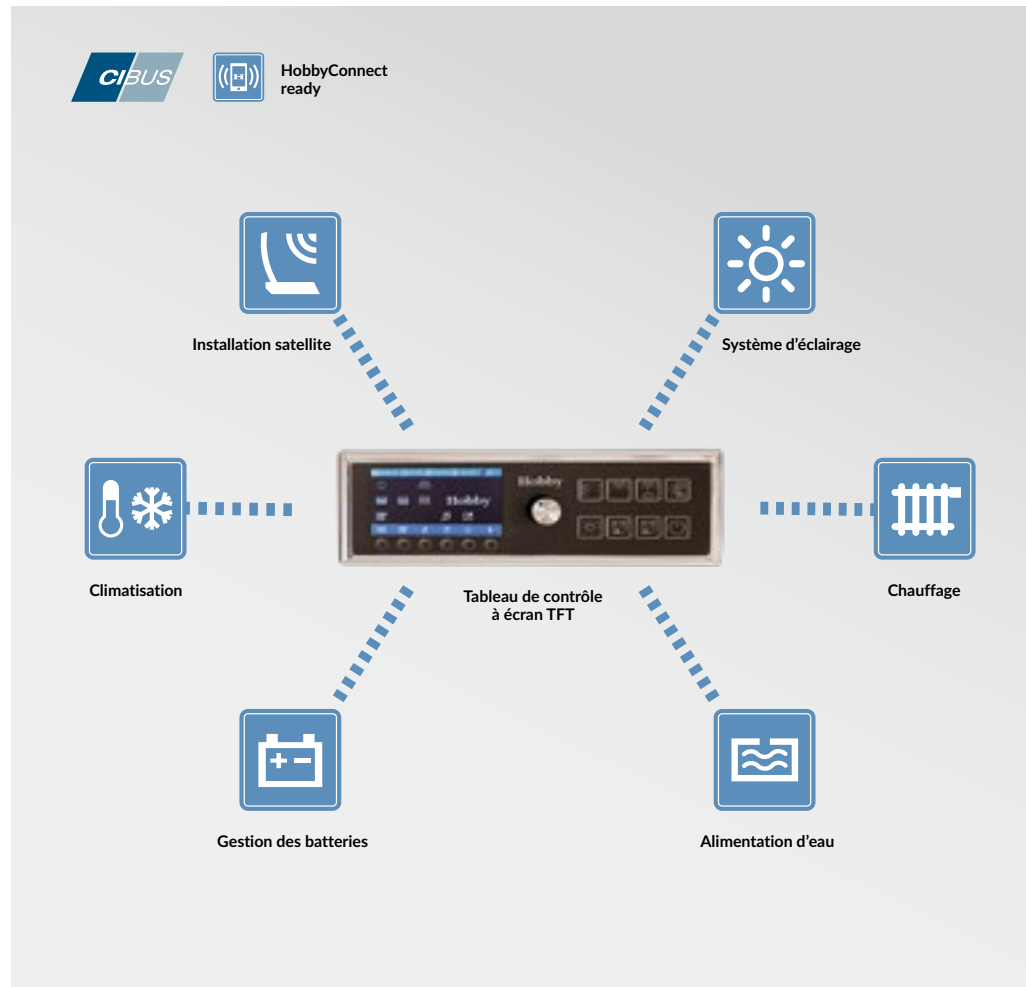 CIBUS
HobbyConnect
ready
Installation satellite
Système d'éclairage
Hobby
Hobby
Climatisation
Tableau de contrôle
à écran TFT
Chauffage
Gestion des batteries
Alimentation d'eau